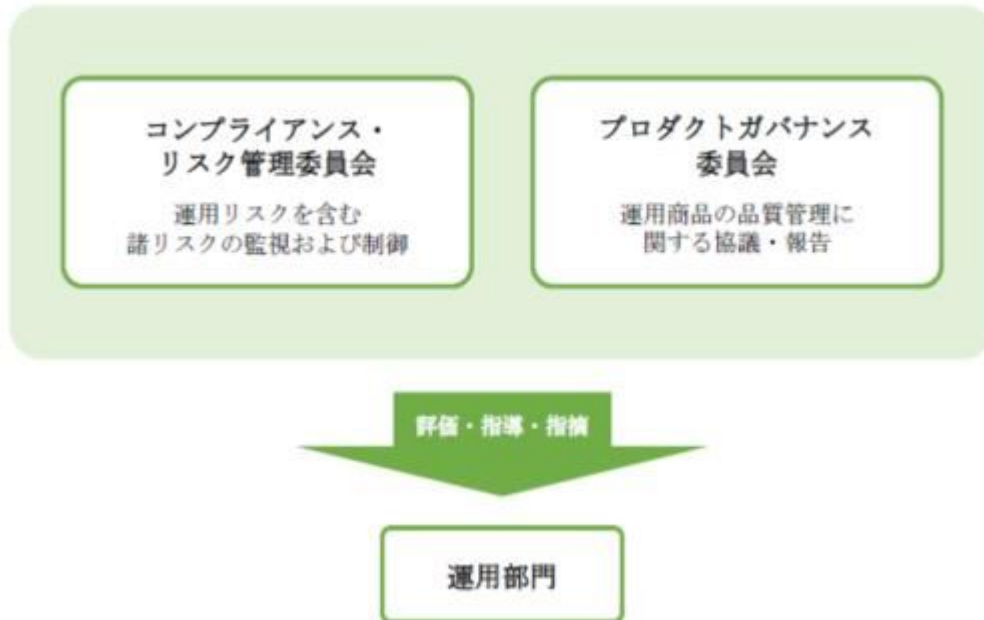 コンプライアンス・
リスク管理委員会
運用リスクを含む
諸リスクの監視および制御
プロダクトガバナンス
委員会
運用商品の品質管理に
関する協議・報告
評価・指導・指摘
運用部門